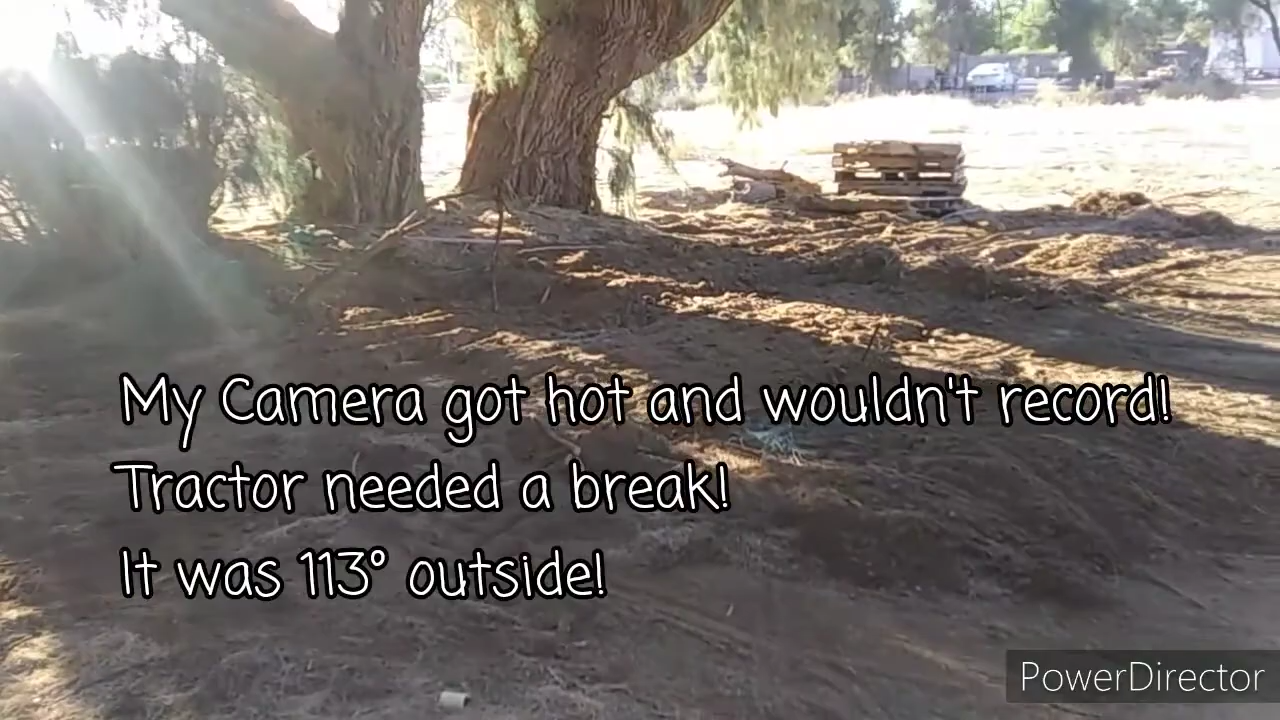 My Camera got hot and wouldn't record!
Tractor needed a break!
It was 113° outside!
PowerDirector